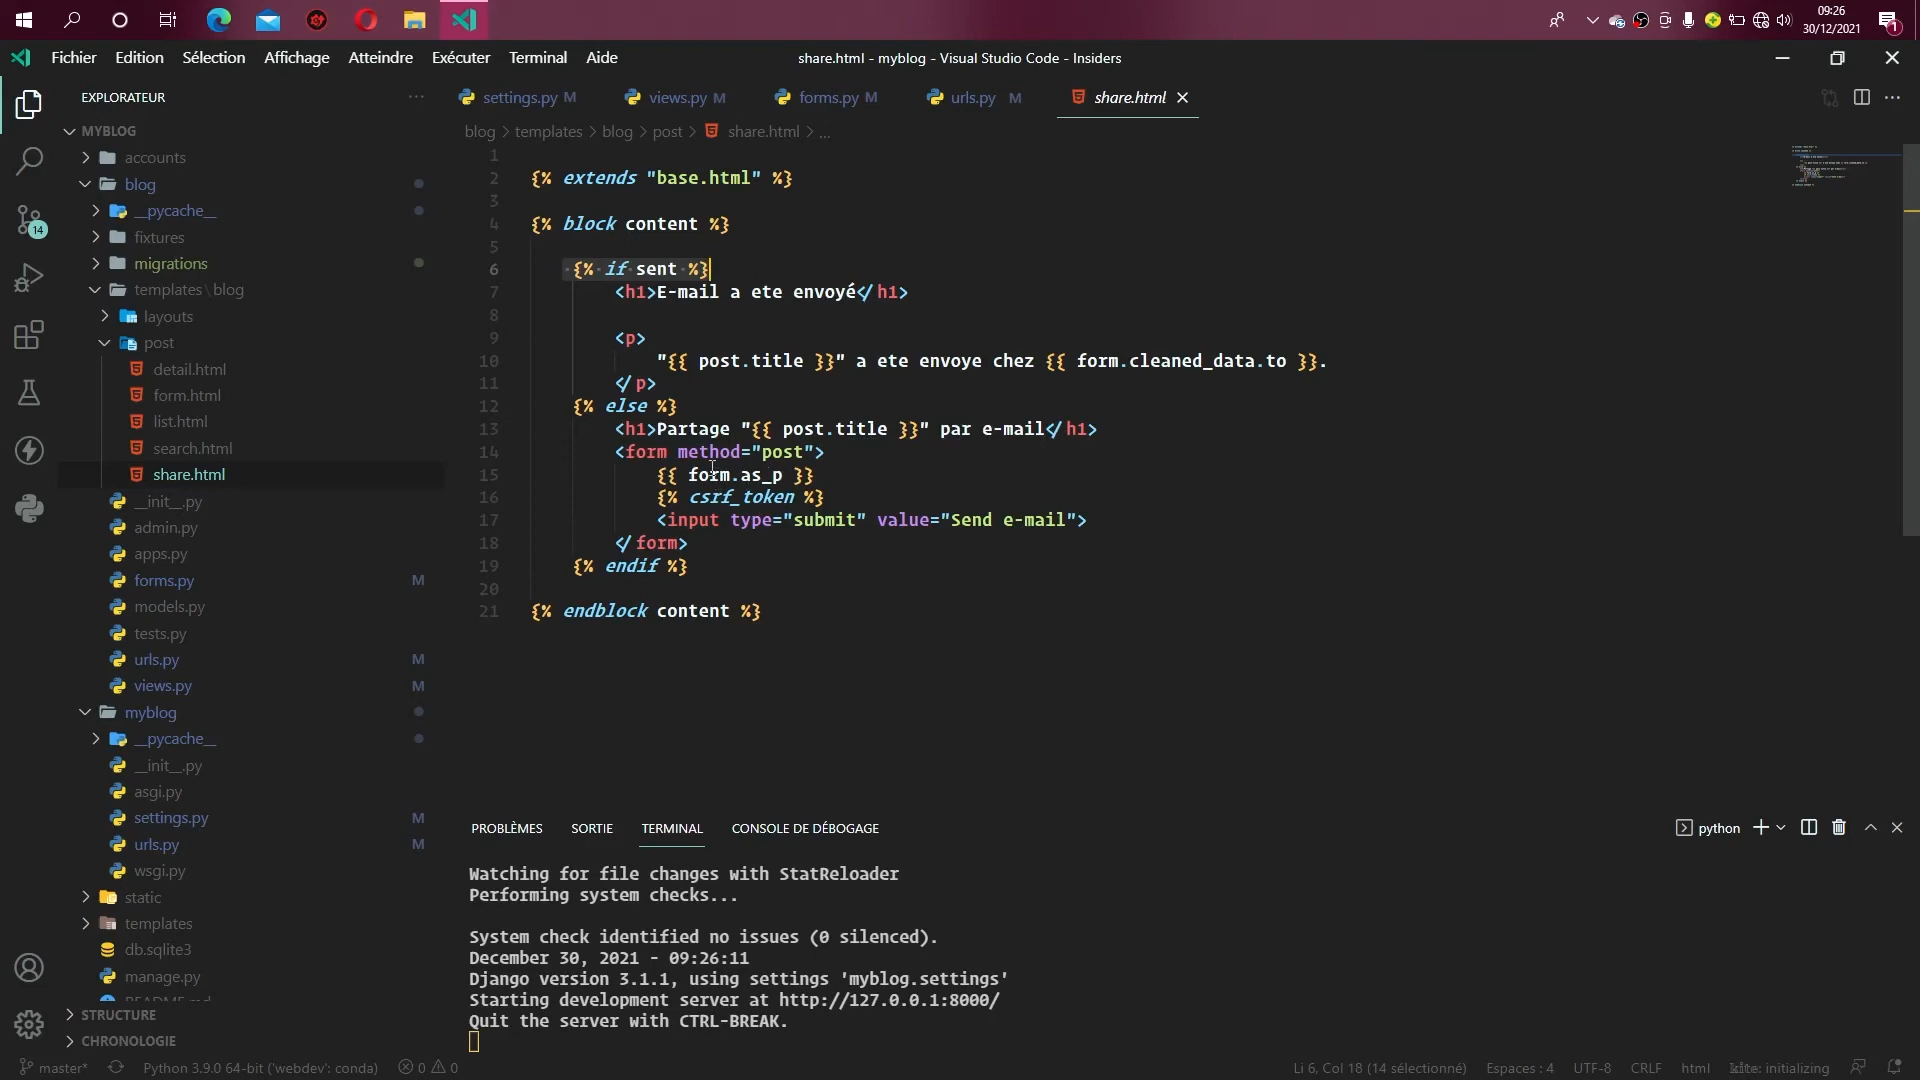 09:26
30/12/2021
1
Fichier Edition Sélection Affichage Atteindre Exécuter Terminal Aide
share.html - myblog - Visual Studio Code - Insiders
EXPLORATEUR
settings.py M
views.py M
forms.py M
urls.py M
share.html
MYBLOG
blog > templates > blog > post > share.html > ...
accounts
blog
__pycache__
fixtures
migrations
templates\blog
layouts
post
detail.html
form.html
list.html
search.html
share.html
__init__.py
admin.py
apps.py
forms.py M
models.py
tests.py
urls.py M
views.py M
myblog
__pycache__
__init__.py
asgi.py
settings.py M
urls.py M
wsgi.py
static
templates
db.sqlite3
manage.py
README.md
STRUCTURE
CHRONOLOGIE
14
1
2 {% extends "base.html" %}
3
4 {% block content %}
5
6 {% if sent %}
7 <h1>E-mail a ete envoyé</h1>
8
9 <p>
10 "{{ post.title }}" a ete envoye chez {{ form.cleaned_data.to }}.
11 </p>
12 {% else %}
13 <h1>Partage "{{ post.title }}" par e-mail</h1>
14 <form method="post">
15 {{ form.as_p }}
16 {% csrf_token %}
17 <input type="submit" value="Send e-mail">
18 </form>
19 {% endif %}
20
21 {% endblock content %}
PROBLÈMES SORTIE TERMINAL CONSOLE DE DÉBOGAGE
python
Watching for file changes with StatReloader
Performing system checks...
System check identified no issues (0 silenced).
December 30, 2021 - 09:26:11
Django version 3.1.1, using settings 'myblog.settings'
Starting development server at http://127.0.0.1:8000/
Quit the server with CTRL-BREAK.
master* Python 3.9.0 64-bit ('webdev': conda) 0 0
Li 6, Col 18 (14 sélectionné) Espaces : 4 UTF-8 CRLF html kite: initializing